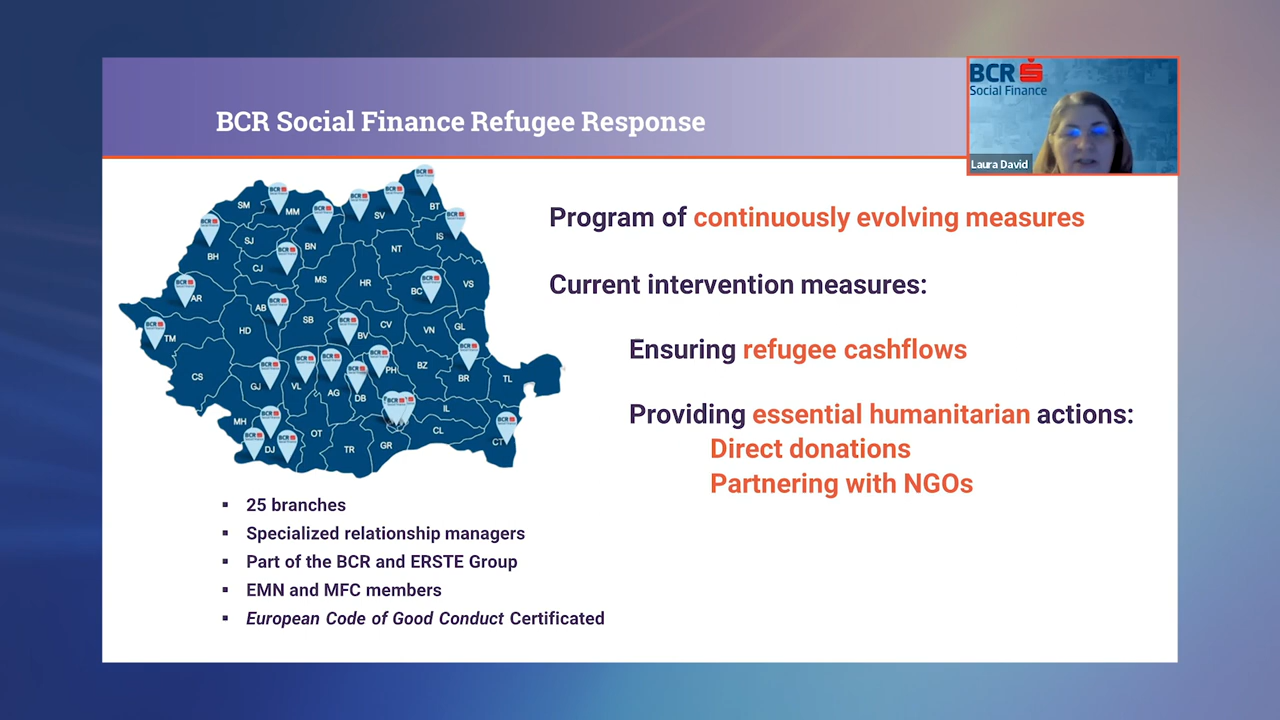 BCR Social Finance Refugee Response
BCR
Social Finance
Laura David
Program of continuously evolving measures
Current intervention measures:
Ensuring refugee cashflows
Providing essential humanitarian actions:
Direct donations
Partnering with NGOs
SM
MM
SV
BT
IS
SJ
BN
NT
BH
CJ
MS
HR
BC
VS
AR
AB
SB
CV
VN
GL
HD
BV
TM
CS
GJ
VL
AG
DB
PH
BZ
BR
TL
MH
DJ
OT
TR
GR
IL
CL
CT
25 branches
Specialized relationship managers
Part of the BCR and ERSTE Group
EMN and MFC members
European Code of Good Conduct Certificated